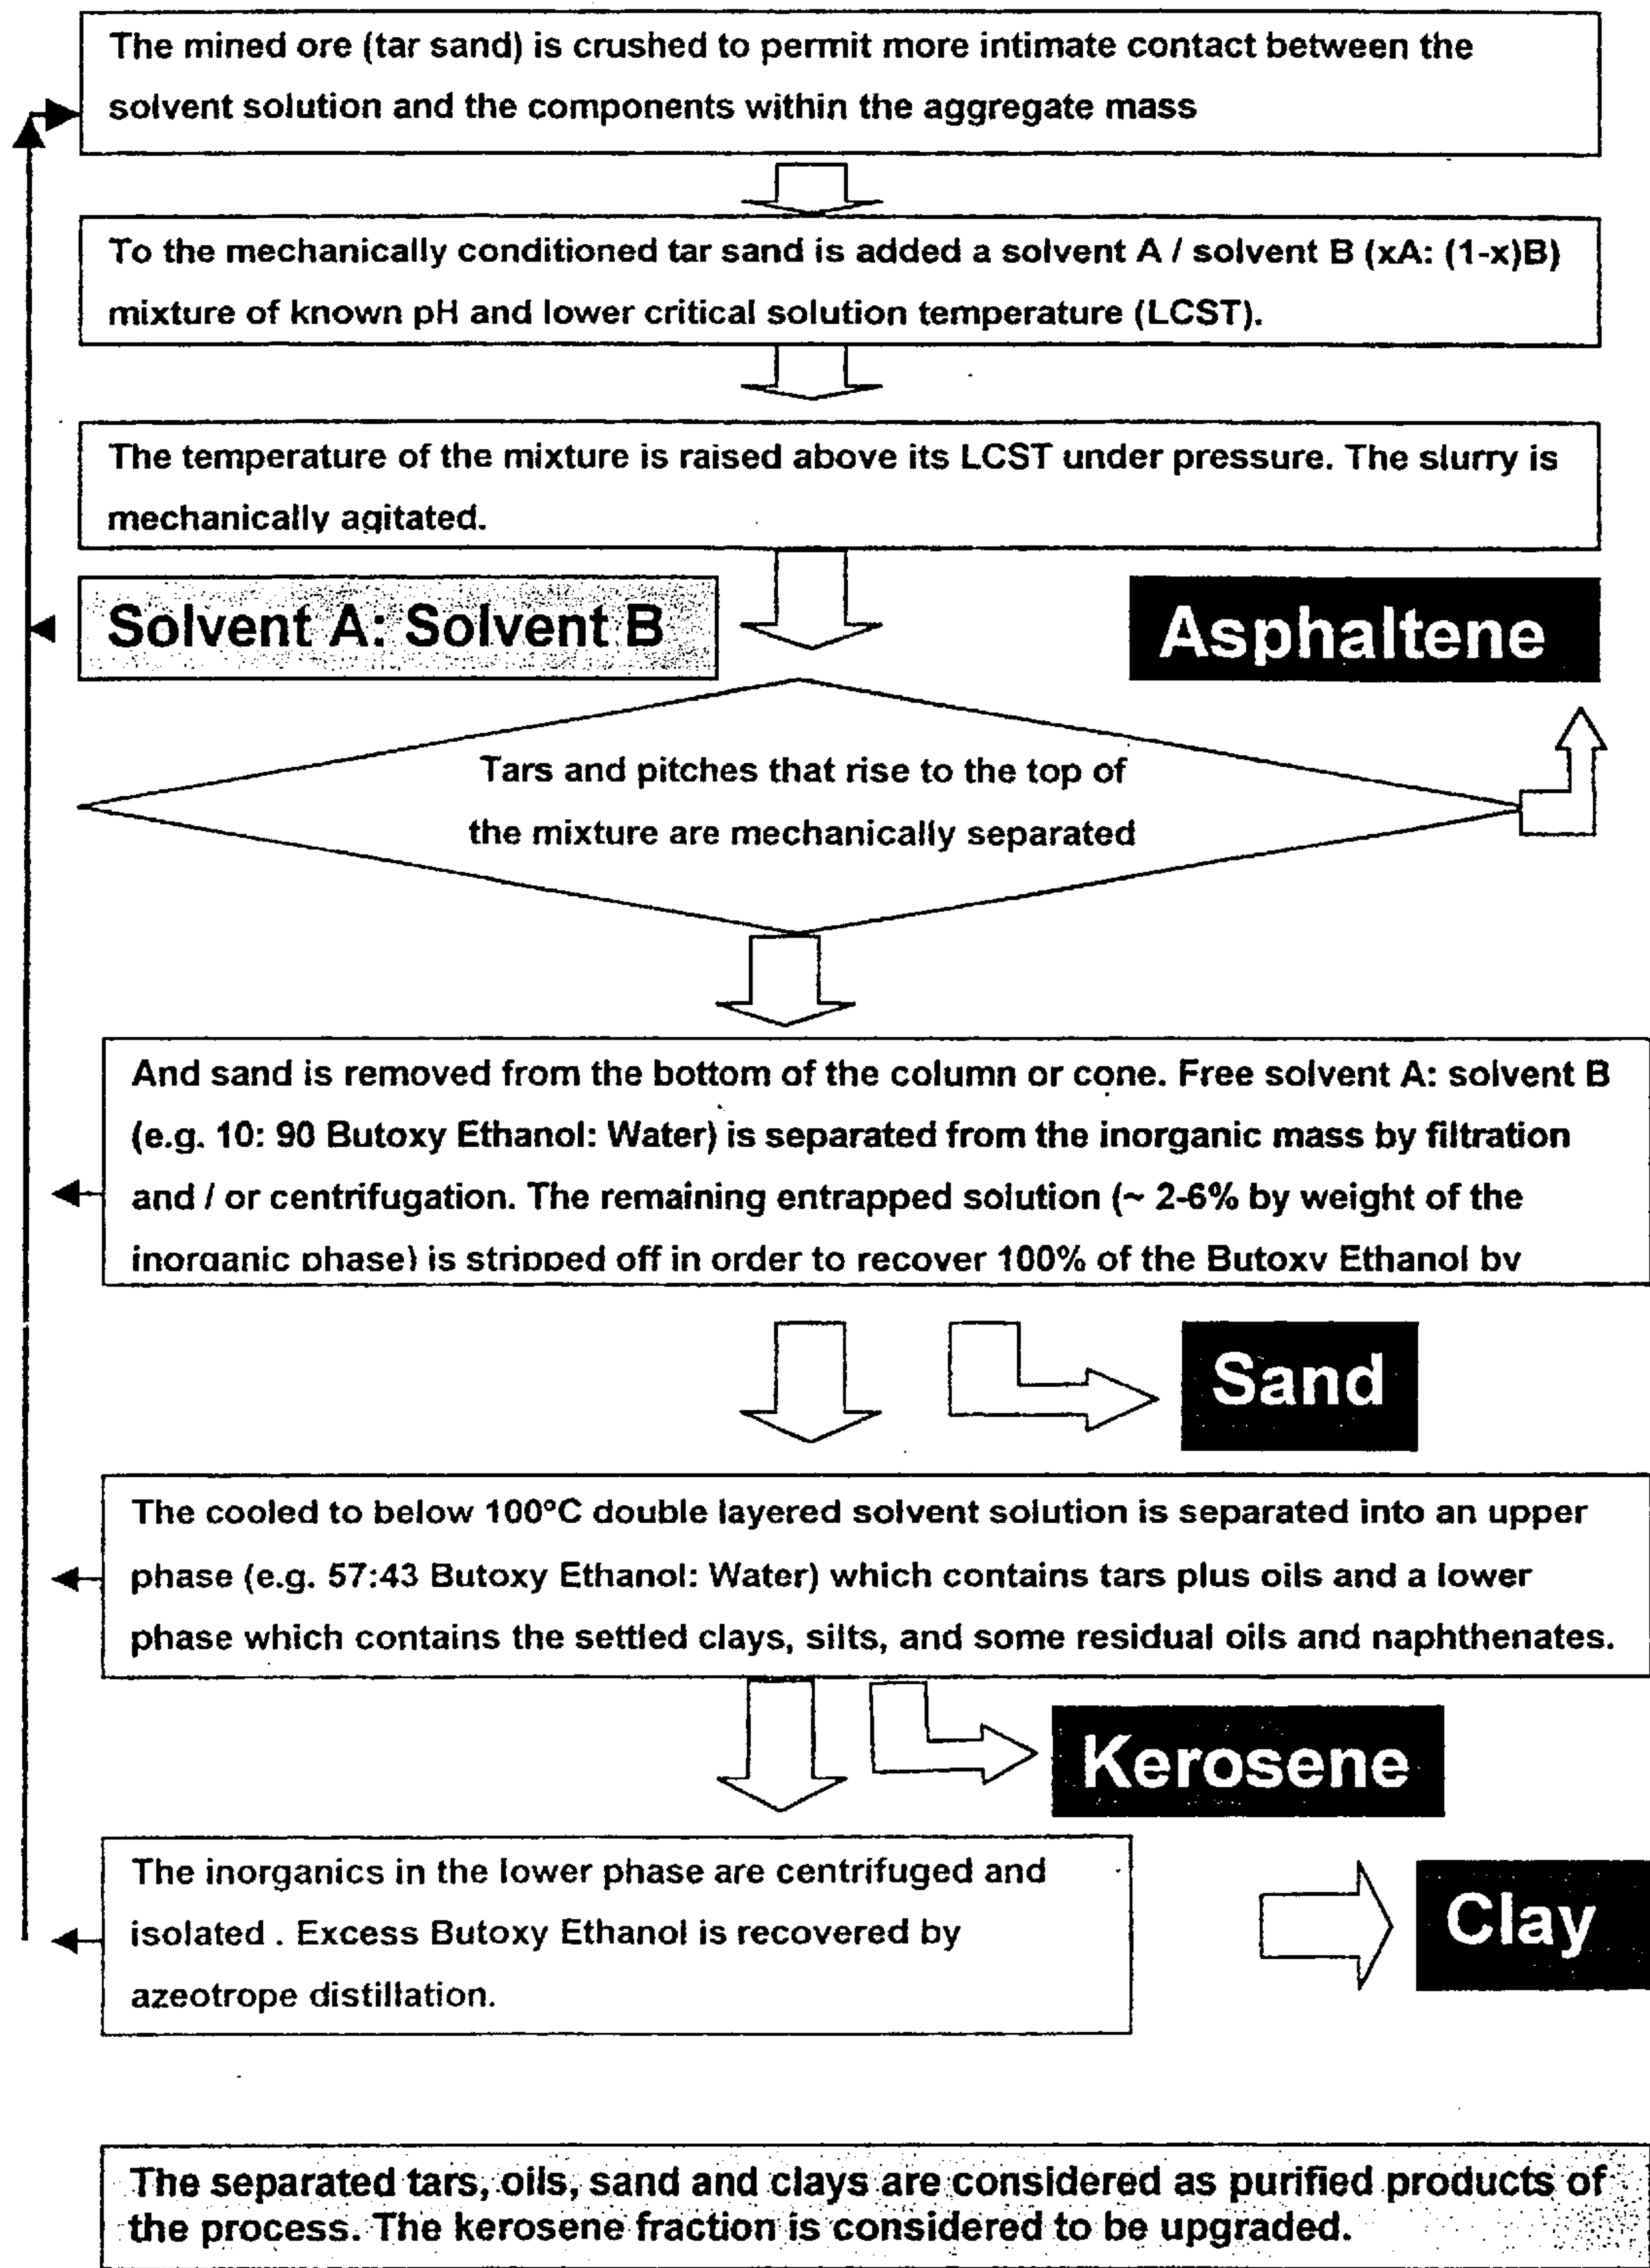 The mined ore (tar sand) is crushed to permit more intimate contact between the
solvent solution and the components within the aggregate mass
To the mechanically conditioned tar sand is added a solvent A / solvent B (xA: (1-x)B)
mixture of known pH and lower critical solution temperature (LCST).
The temperature of the mixture is raised above its LCST under pressure. The slurry is
mechanically agitated.
Solvent A: Solvent B
Asphaltene
Tars and pitches that rise to the top of
the mixture are mechanically separated
And sand is removed from the bottom of the column or cone. Free solvent A: solvent B
(e.g. 10: 90 Butoxy Ethanol: Water) is separated from the inorganic mass by filtration
and / or centrifugation. The remaining entrapped solution (~ 2-6% by weight of the
inorganic phase) is stripped off in order to recover 100% of the Butoxy Ethanol by
Sand
The cooled to below 100°C double layered solvent solution is separated into an upper
phase (e.g. 57:43 Butoxy Ethanol: Water) which contains tars plus oils and a lower
phase which contains the settled clays, silts, and some residual oils and naphthenates.
Kerosene
The inorganics in the lower phase are centrifuged and
isolated . Excess Butoxy Ethanol is recovered by
azeotrope distillation.
Clay
The separated tars, oils, sand and clays are considered as purified products of
the process. The kerosene fraction is considered to be upgraded.